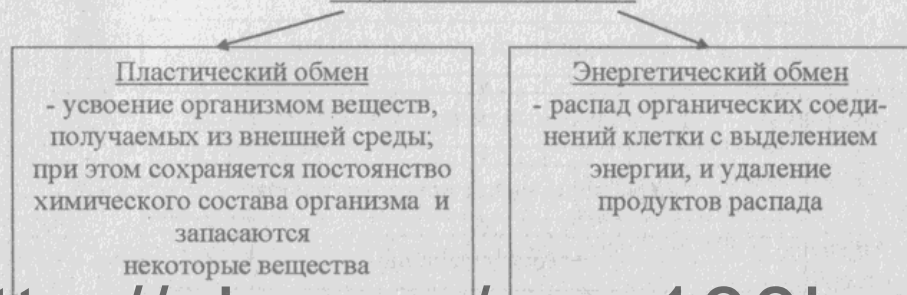 Пластический обмен
- усвоение организмом веществ,
получаемых из внешней среды;
при этом сохраняется постоянство
химического состава организма и
запасаются
некоторые вещества
Энергетический обмен
- распад органических соеди-
нений клетки с выделением
энергии, и удаление
продуктов распада